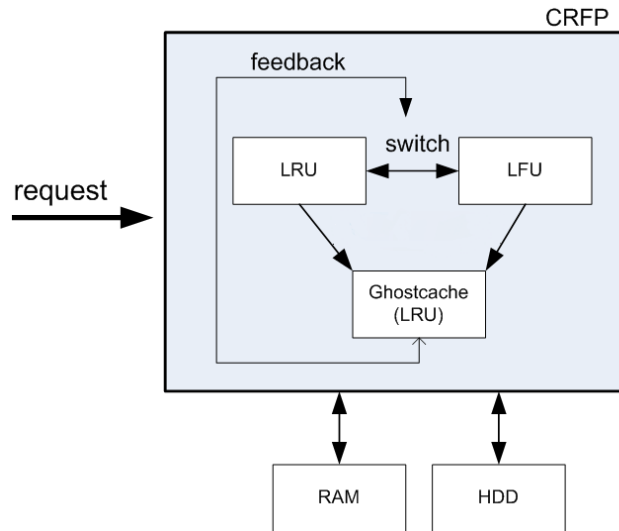 CRFP
feedback
switch
LRU
LFU
request
Ghostcache
(LRU)
RAM
HDD